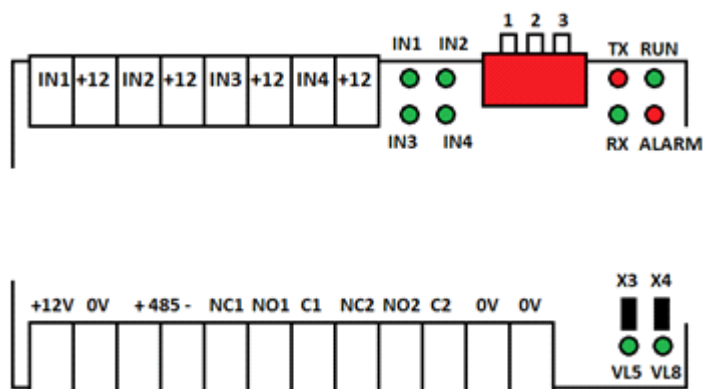 1 2 3
IN1 IN2 TX RUN
IN1 +12 IN2 +12 IN3 +12 IN4 +12
IN3 IN4 RX ALARM
X3 X4
+12V 0V + 485 - NC1 NO1 C1 NC2 NO2 C2 0V 0V
VL5 VL8